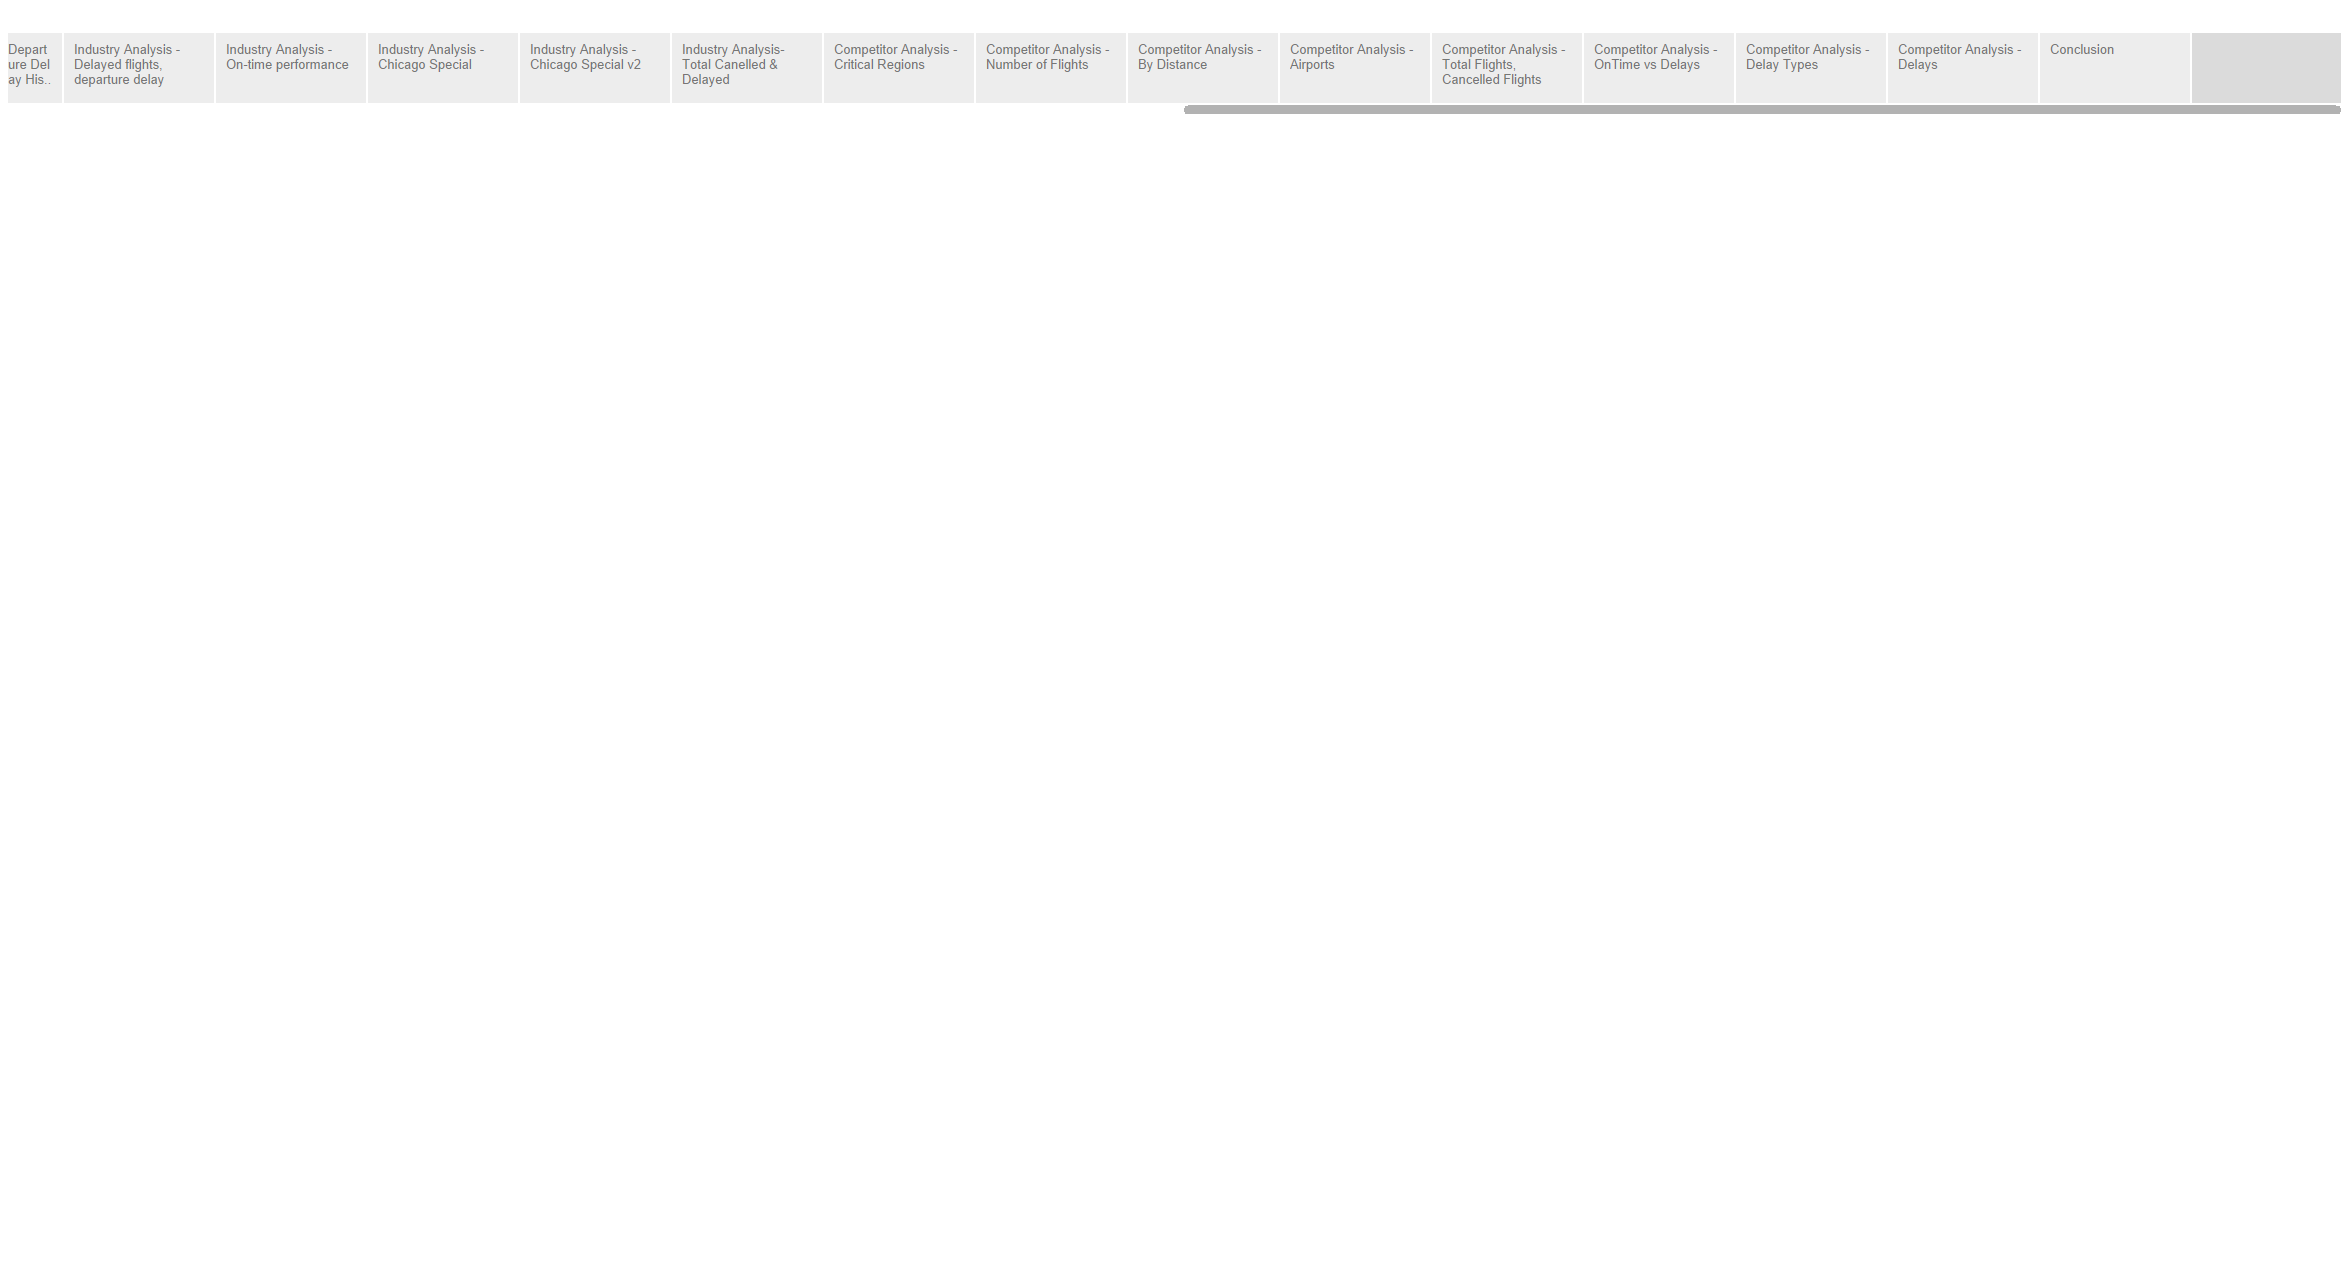 Depart
ure Del
ay His..
Industry Analysis -
Delayed flights,
departure delay
Industry Analysis -
On-time performance
Industry Analysis -
Chicago Special
Industry Analysis -
Chicago Special v2
Industry Analysis-
Total Canelled &
Delayed
Competitor Analysis -
Critical Regions
Competitor Analysis -
Number of Flights
Competitor Analysis -
By Distance
Competitor Analysis -
Airports
Competitor Analysis -
Total Flights,
Cancelled Flights
Competitor Analysis -
OnTime vs Delays
Competitor Analysis -
Delay Types
Competitor Analysis -
Delays
Conclusion